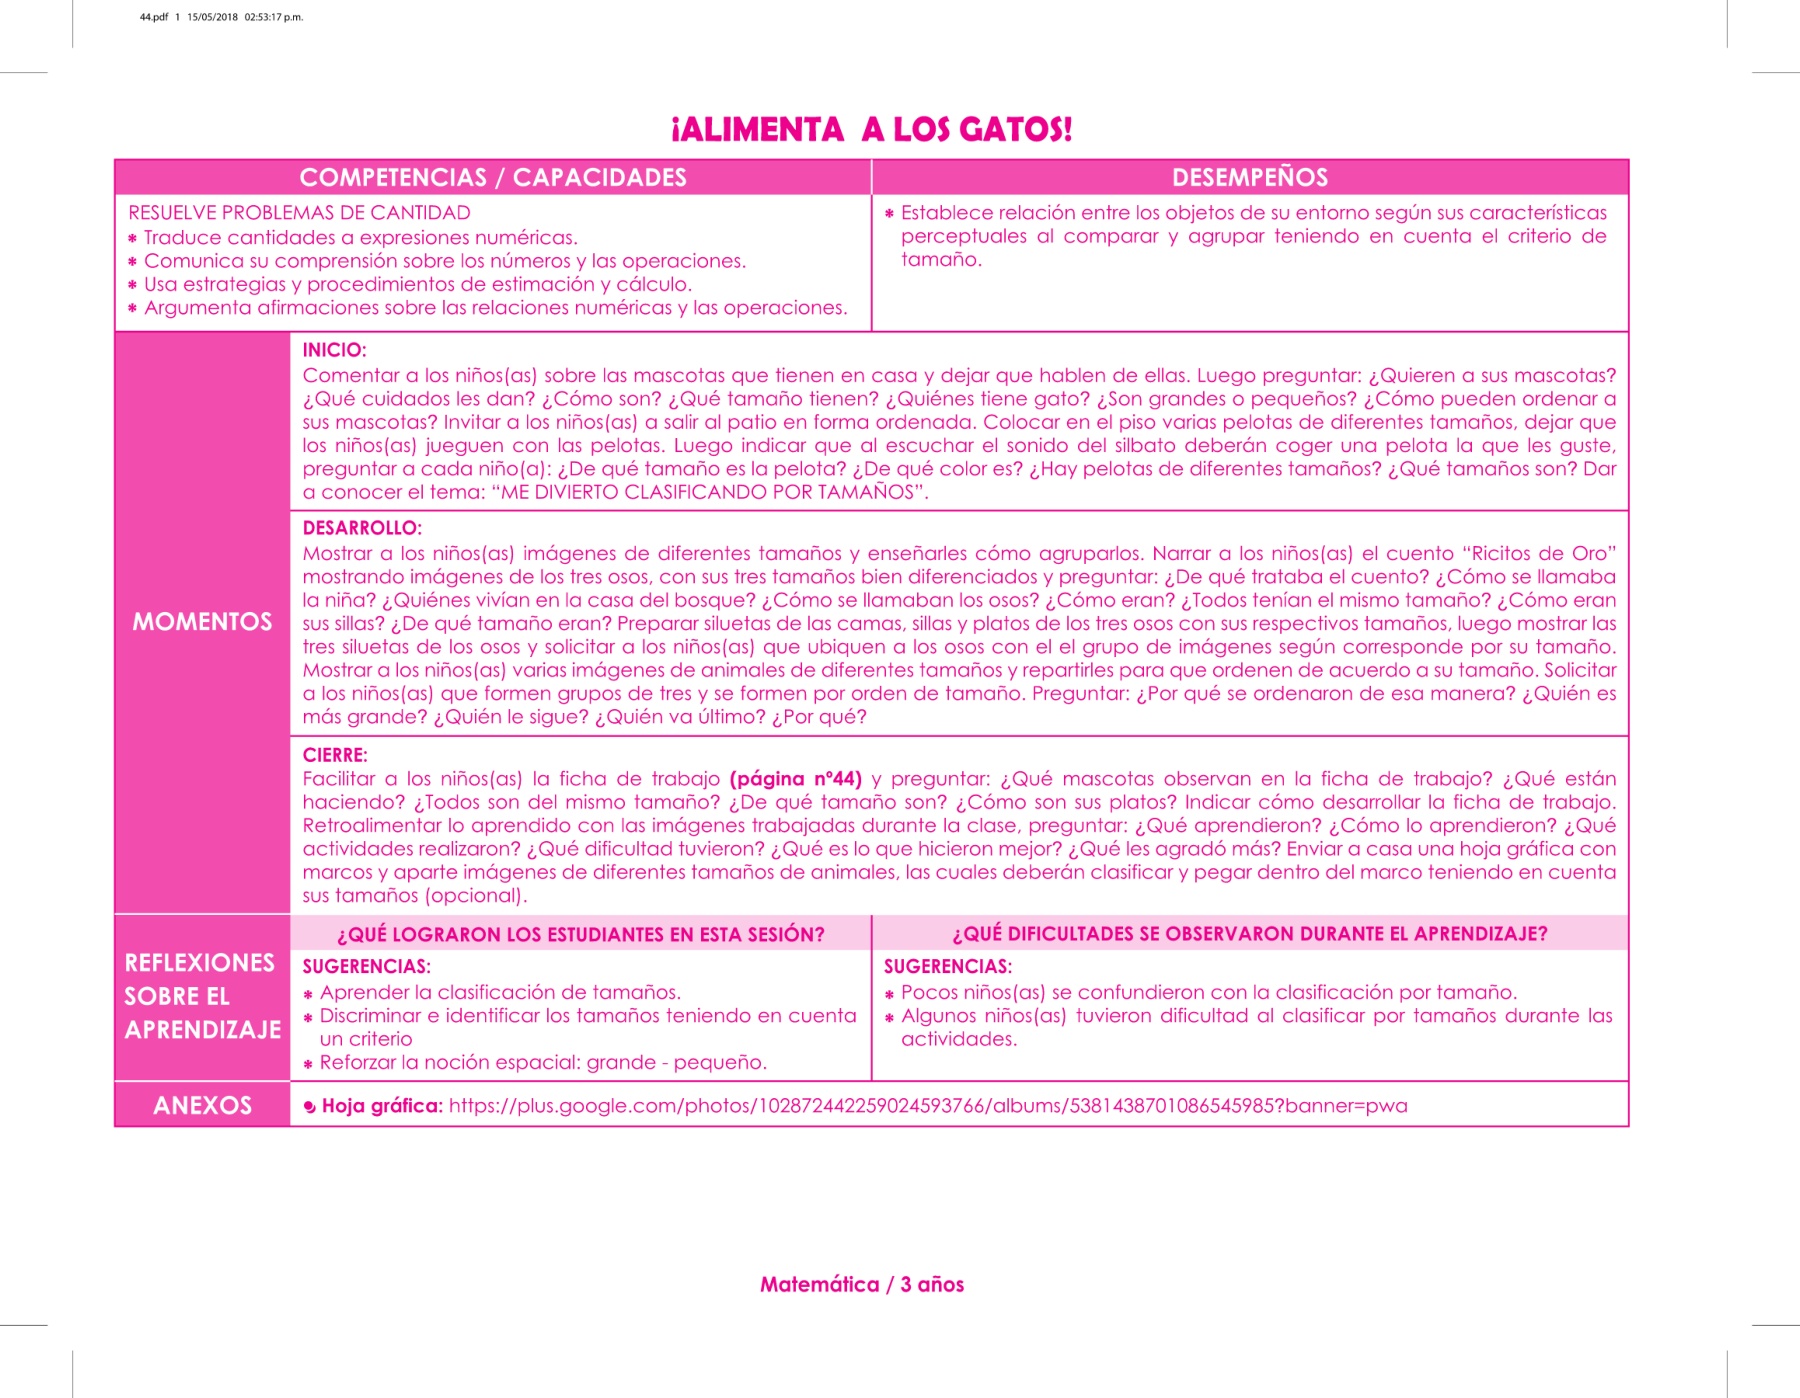 44.pdf 1 15/05/2018 02:53:17 p.m.
¡ALIMENTA A LOS GATOS!
COMPETENCIAS / CAPACIDADES
DESEMPEÑOS
RESUELVE PROBLEMAS DE CANTIDAD
* Traduce cantidades a expresiones numéricas.
* Comunica su comprensión sobre los números y las operaciones.
* Usa estrategias y procedimientos de estimación y cálculo.
* Argumenta afirmaciones sobre las relaciones numéricas y las operaciones.
* Establece relación entre los objetos de su entorno según sus características
perceptuales al comparar y agrupar teniendo en cuenta el criterio de
tamaño.
MOMENTOS
INICIO:
Comentar a los niños(as) sobre las mascotas que tienen en casa y dejar que hablen de ellas. Luego preguntar: ¿Quieren a sus mascotas?
¿Qué cuidados les dan? ¿Cómo son? ¿Qué tamaño tienen? ¿Quiénes tiene gato? ¿Son grandes o pequeños? ¿Cómo pueden ordenar a
sus mascotas? Invitar a los niños(as) a salir al patio en forma ordenada. Colocar en el piso varias pelotas de diferentes tamaños, dejar que
los niños(as) jueguen con las pelotas. Luego indicar que al escuchar el sonido del silbato deberán coger una pelota la que les guste,
preguntar a cada niño(a): ¿De qué tamaño es la pelota? ¿De qué color es? ¿Hay pelotas de diferentes tamaños? ¿Qué tamaños son? Dar
a conocer el tema: “ME DIVIERTO CLASIFICANDO POR TAMAÑOS”.
DESARROLLO:
Mostrar a los niños(as) imágenes de diferentes tamaños y enseñarles cómo agruparlos. Narrar a los niños(as) el cuento “Ricitos de Oro”
mostrando imágenes de los tres osos, con sus tres tamaños bien diferenciados y preguntar: ¿De qué trataba el cuento? ¿Cómo se llamaba
la niña? ¿Quiénes vivían en la casa del bosque? ¿Cómo se llamaban los osos? ¿Cómo eran? ¿Todos tenían el mismo tamaño? ¿Cómo eran
sus sillas? ¿De qué tamaño eran? Preparar siluetas de las camas, sillas y platos de los tres osos con sus respectivos tamaños, luego mostrar las
tres siluetas de los osos y solicitar a los niños(as) que ubiquen a los osos con el el grupo de imágenes según corresponde por su tamaño.
Mostrar a los niños(as) varias imágenes de animales de diferentes tamaños y repartirles para que ordenen de acuerdo a su tamaño. Solicitar
a los niños(as) que formen grupos de tres y se formen por orden de tamaño. Preguntar: ¿Por qué se ordenaron de esa manera? ¿Quién es
más grande? ¿Quién le sigue? ¿Quién va último? ¿Por qué?
CIERRE:
Facilitar a los niños(as) la ficha de trabajo (página nº44) y preguntar: ¿Qué mascotas observan en la ficha de trabajo? ¿Qué están
haciendo? ¿Todos son del mismo tamaño? ¿De qué tamaño son? ¿Cómo son sus platos? Indicar cómo desarrollar la ficha de trabajo.
Retroalimentar lo aprendido con las imágenes trabajadas durante la clase, preguntar: ¿Qué aprendieron? ¿Cómo lo aprendieron? ¿Qué
actividades realizaron? ¿Qué dificultad tuvieron? ¿Qué es lo que hicieron mejor? ¿Qué les agradó más? Enviar a casa una hoja gráfica con
marcos y aparte imágenes de diferentes tamaños de animales, las cuales deberán clasificar y pegar dentro del marco teniendo en cuenta
sus tamaños (opcional).
REFLEXIONES
SOBRE EL
APRENDIZAJE
¿QUÉ LOGRARON LOS ESTUDIANTES EN ESTA SESIÓN?
SUGERENCIAS:
* Aprender la clasificación de tamaños.
* Discriminar e identificar los tamaños teniendo en cuenta
un criterio
* Reforzar la noción espacial: grande - pequeño.
¿QUÉ DIFICULTADES SE OBSERVARON DURANTE EL APRENDIZAJE?
SUGERENCIAS:
* Pocos niños(as) se confundieron con la clasificación por tamaño.
* Algunos niños(as) tuvieron dificultad al clasificar por tamaños durante las
actividades.
ANEXOS
Hoja gráfica: https://plus.google.com/photos/102872442259024593766/albums/5381438701086545985?banner=pwa
Matemática / 3 años